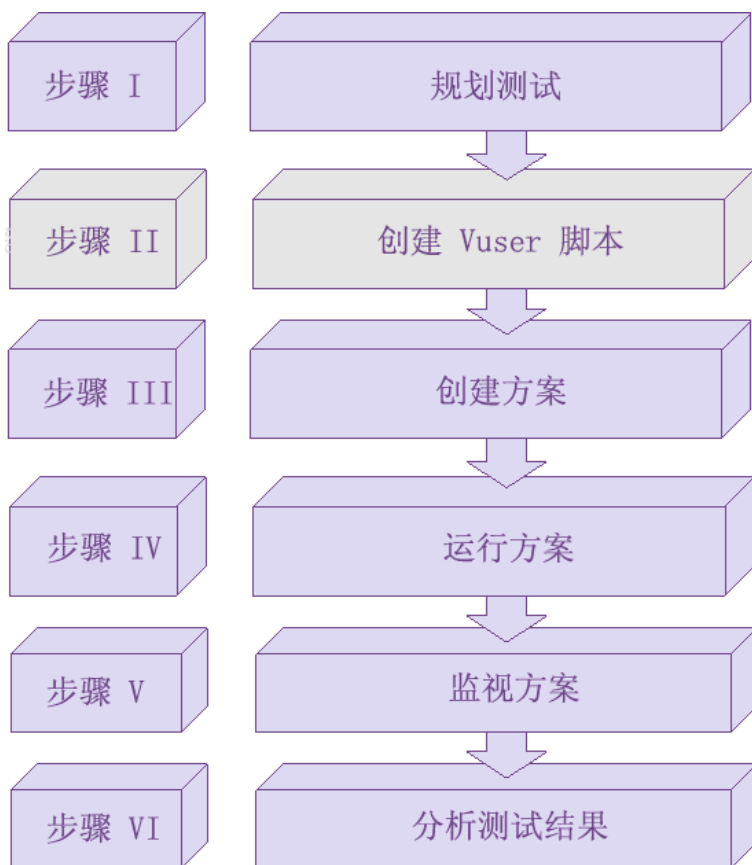 步骤 I
规划测试
步骤 II
创建 Vuser 脚本
步骤 III
创建方案
步骤 IV
运行方案
步骤 V
监视方案
步骤 VI
分析测试结果